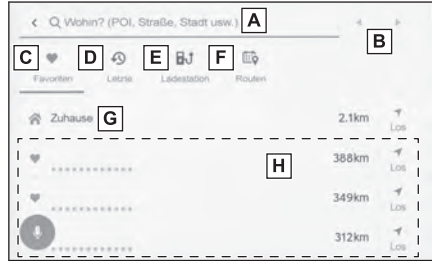 Wohin? (POI, Straße, Stadt usw.) A
B
C D E F
Favoriten Letzte Ladestation Routen
Zuhause G 2.1km
Los
H 388km
Los
349km
Los
312km
Los